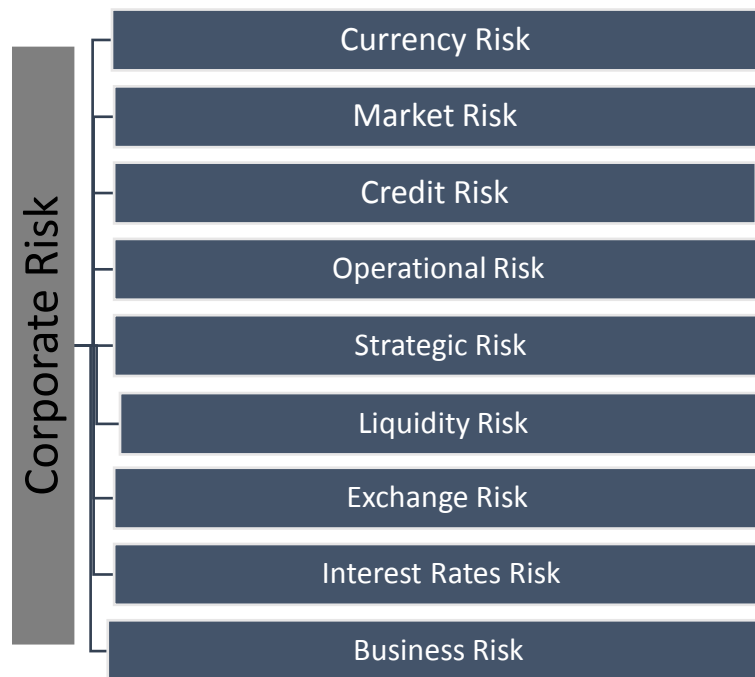 Corporate Risk
Currency Risk
Market Risk
Credit Risk
Operational Risk
Strategic Risk
Liquidity Risk
Exchange Risk
Interest Rates Risk
Business Risk